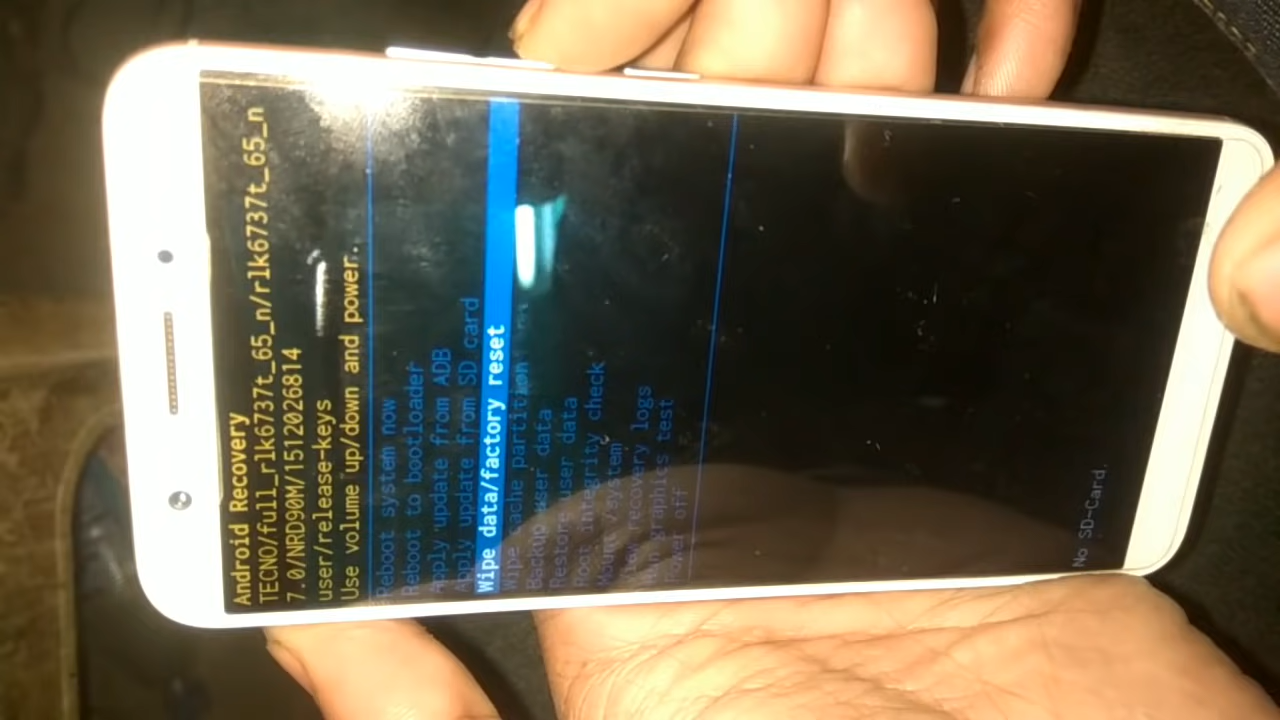 Android Recovery
TECNO/full_rlk6737t_65_n/rlk6737t_65_n
7.0/NRD90M/1512026814
user/release-keys
Use volume up/down and power.
Reboot system now
Reboot to bootloader
Apply update from ADB
Apply update from SD card
Wipe data/factory reset
Wipe cache partition
Backup user data
Restore user data
Root integrity check
Mount /system
View recovery logs
Run graphics test
Power off
No SD-Card.